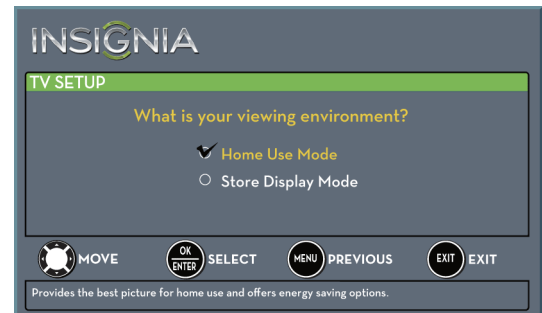 INSIGNIA
TV SETUP
What is your viewing environment?
Home Use Mode
Store Display Mode
MOVE OK ENTER SELECT MENU PREVIOUS EXIT EXIT
Provides the best picture for home use and offers energy saving options.